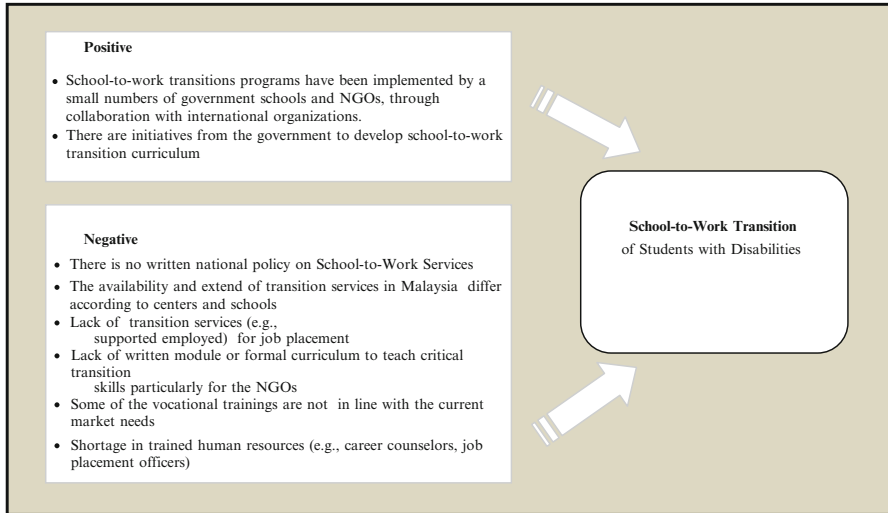 Positive
• School-to-work transitions programs have been implemented by a
small numbers of government schools and NGOs, through
collaboration with international organizations.
• There are initiatives from the government to develop school-to-work
transition curriculum
Negative
• There is no written national policy on School-to-Work Services
• The availability and extend of transition services in Malaysia differ
according to centers and schools
• Lack of transition services (e.g.,
supported employed) for job placement
• Lack of written module or formal curriculum to teach critical
transition
skills particularly for the NGOs
• Some of the vocational trainings are not in line with the current
market needs
• Shortage in trained human resources (e.g., career counselors, job
placement officers)
School-to-Work Transition
of Students with Disabilities